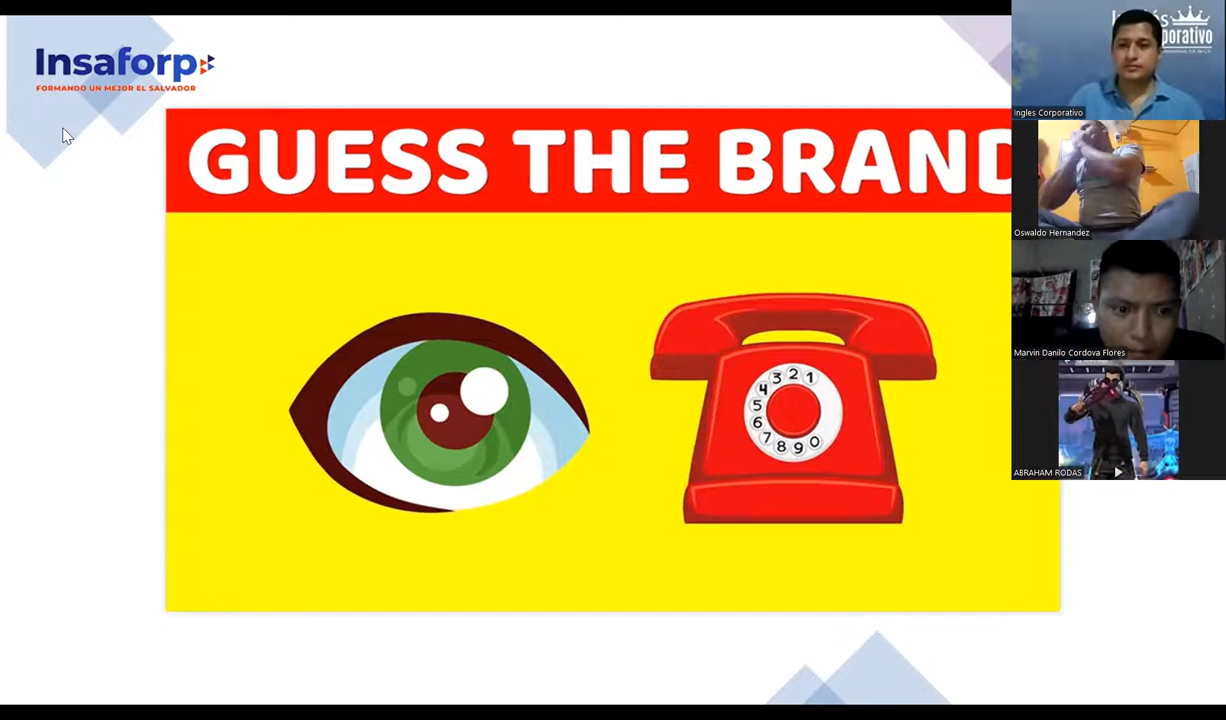 Insaforp
FORMANDO UN MEJOR EL SALVADOR
GUESS THE BRAND
1
2
3
4
5
6
7
8
9
0
Ingles Corporativo
Oswaldo Hernandez
Marvin Danilo Cordova Flores
ABRAHAM RODAS